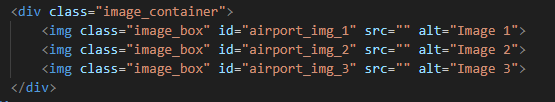 <div class="image_container">
    <img class="image_box" id="airport_img_1" src="" alt="Image 1">
    <img class="image_box" id="airport_img_2" src="" alt="Image 2">
    <img class="image_box" id="airport_img_3" src="" alt="Image 3">
</div>